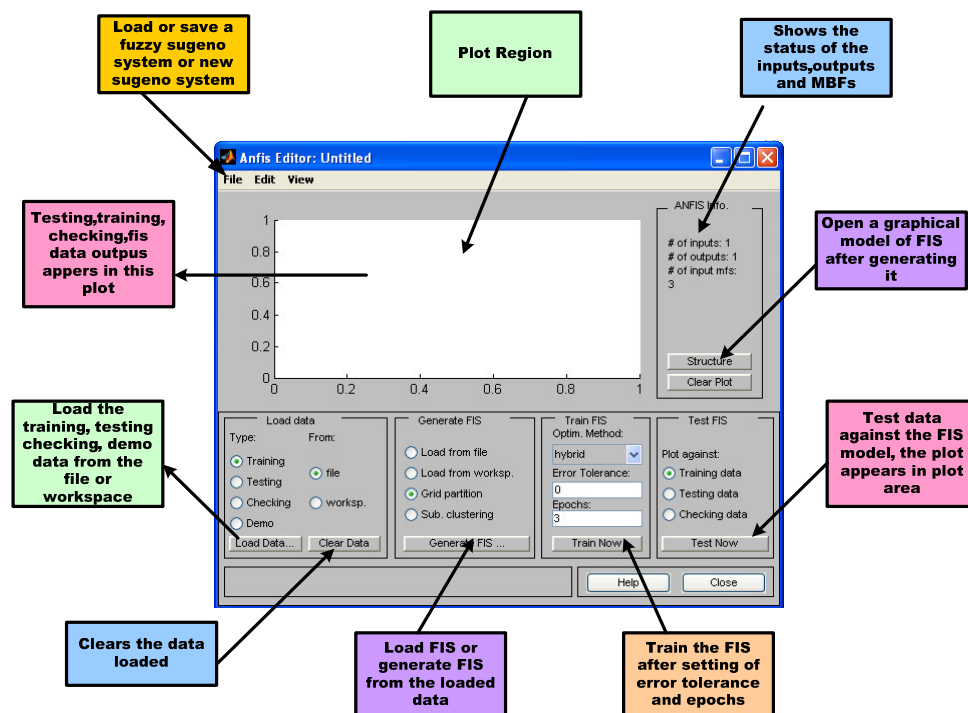 Load or save a
fuzzy sugeno
system or new
sugeno system
Plot Region
Shows the
status of the
inputs,outputs
and MBFs
Anfis Editor: Untitled
File Edit View
Testing,training,
checking,fis
data outpus
appers in this
plot
1
0.8
0.6
0.4
0.2
0
0
0.2
0.4
0.6
0.8
1
ANFIS Info.
# of inputs: 1
# of outputs: 1
# of input mfs:
3
Structure
Clear Plot
Open a graphical
model of FIS
after generating
it
Load the
training, testing
checking, demo
data from the
file or
workspace
Load data
Type:
From:
Training
Testing
Checking
Demo
file
worksp.
Load Data...
Clear Data
Generate FIS
Load from file
Load from worksp.
Grid partition
Sub. clustering
Generate FIS ...
Train FIS
Optim. Method:
hybrid
Error Tolerance:
0
Epochs:
3
Train Now
Test FIS
Plot against:
Training data
Testing data
Checking data
Test Now
Test data
against the FIS
model, the plot
appears in plot
area
Help
Close
Clears the data
loaded
Load FIS or
generate FIS
from the loaded
data
Train the FIS
after setting of
error tolerance
and epochs